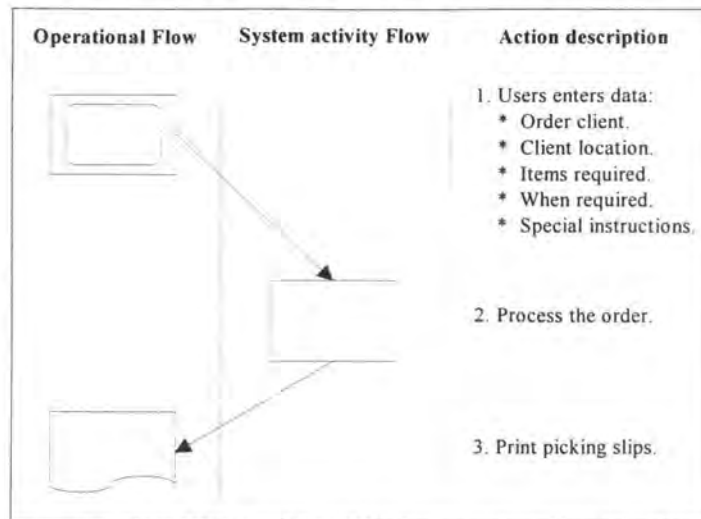 Operational Flow System activity Flow Action description
1. Users enters data:
* Order client.
* Client location.
* Items required.
* When required.
* Special instructions.
2. Process the order.
3. Print picking slips.